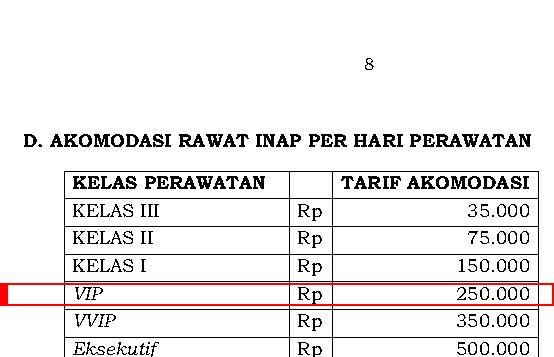 8
D. AKOMODASI RAWAT INAP PER HARI PERAWATAN
KELAS PERAWATAN TARIF AKOMODASI
KELAS III Rp 35.000
KELAS II Rp 75.000
KELAS I Rp 150.000
VIP Rp 250.000
VVIP Rp 350.000
Eksekutif Rp 500.000